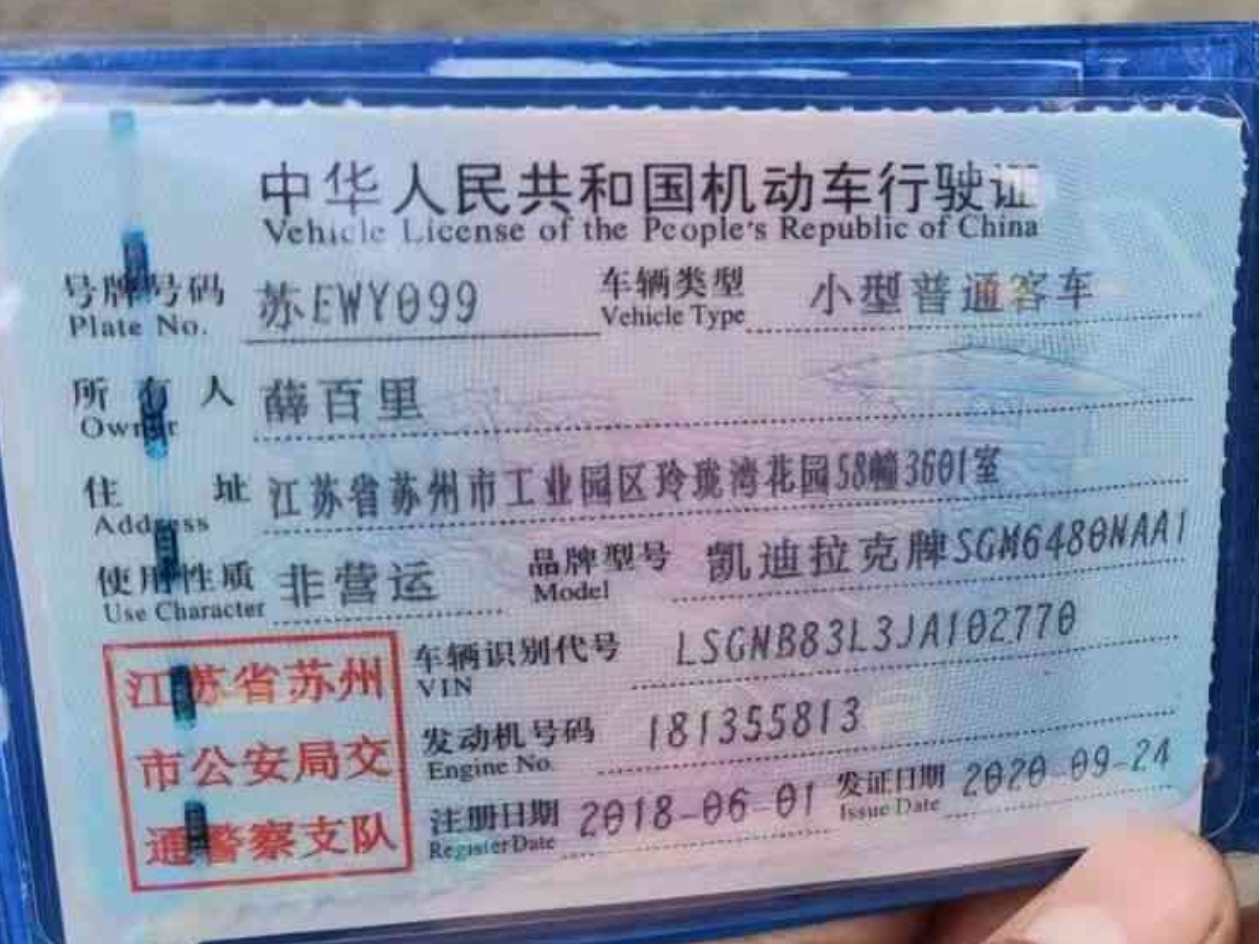 中华人民共和国机动车行驶证
Vehicle License of the People's Republic of China
号牌号码 苏EWY099 车辆类型 小型普通客车
Plate No. Vehicle Type
所有人 薛百里
Owner
住址 江苏省苏州市工业园区玲珑湾花园58幢3601室
Address
使用性质 非营运 品牌型号 凯迪拉克牌SGM6480NAA1
Use Character Model
车辆识别代号 LSGNB83L3JA102770
VIN
发动机号码 181355813
Engine No.
注册日期 2018-06-01 发证日期 2020-09-24
Register Date Issue Date
江苏省苏州
市公安局交
通警察支队